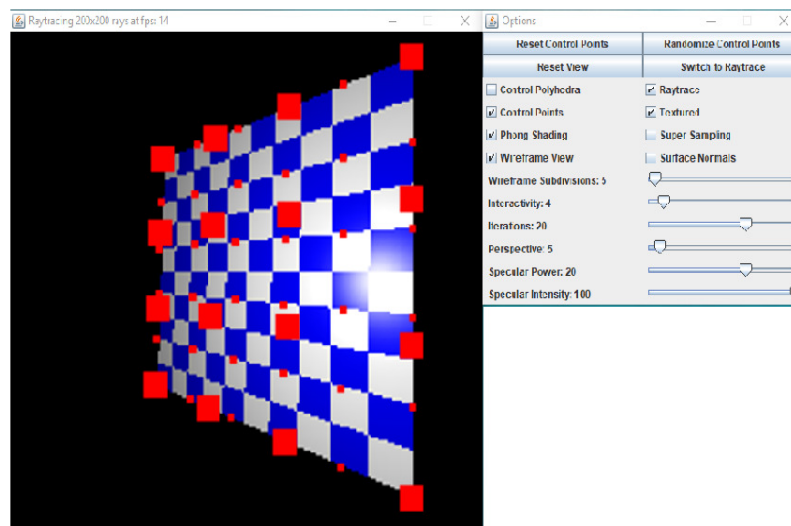 Raytracing 200x200 rays at fps: 14
Options
Reset Control Points
Randomize Control Points
Reset View
Switch to Raytrace
Control Polyhedra
Raytrace
Control Points
Textured
Phong Shading
Super Sampling
Wireframe View
Surface Normals
Wireframe Subdivisions: 5
Interactivity: 4
Iterations: 20
Perspective: 5
Specular Power: 20
Specular Intensity: 100